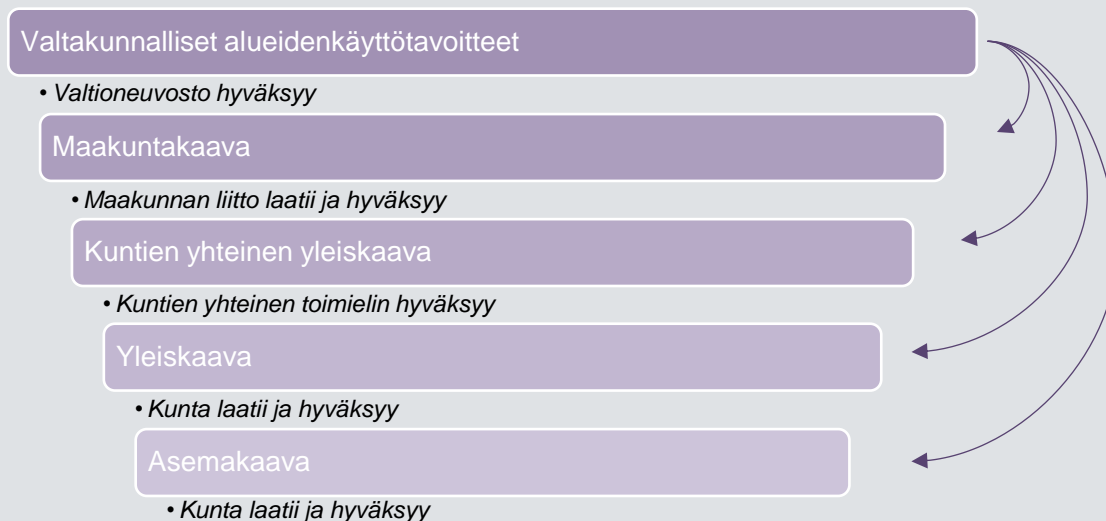 Valtakunnalliset alueidenkäyttötavoitteet
• Valtioneuvosto hyväksyy
Maakuntakaava
• Maakunnan liitto laatii ja hyväksyy
Kuntien yhteinen yleiskaava
• Kuntien yhteinen toimielin hyväksyy
Yleiskaava
• Kunta laatii ja hyväksyy
Asemakaava
• Kunta laatii ja hyväksyy